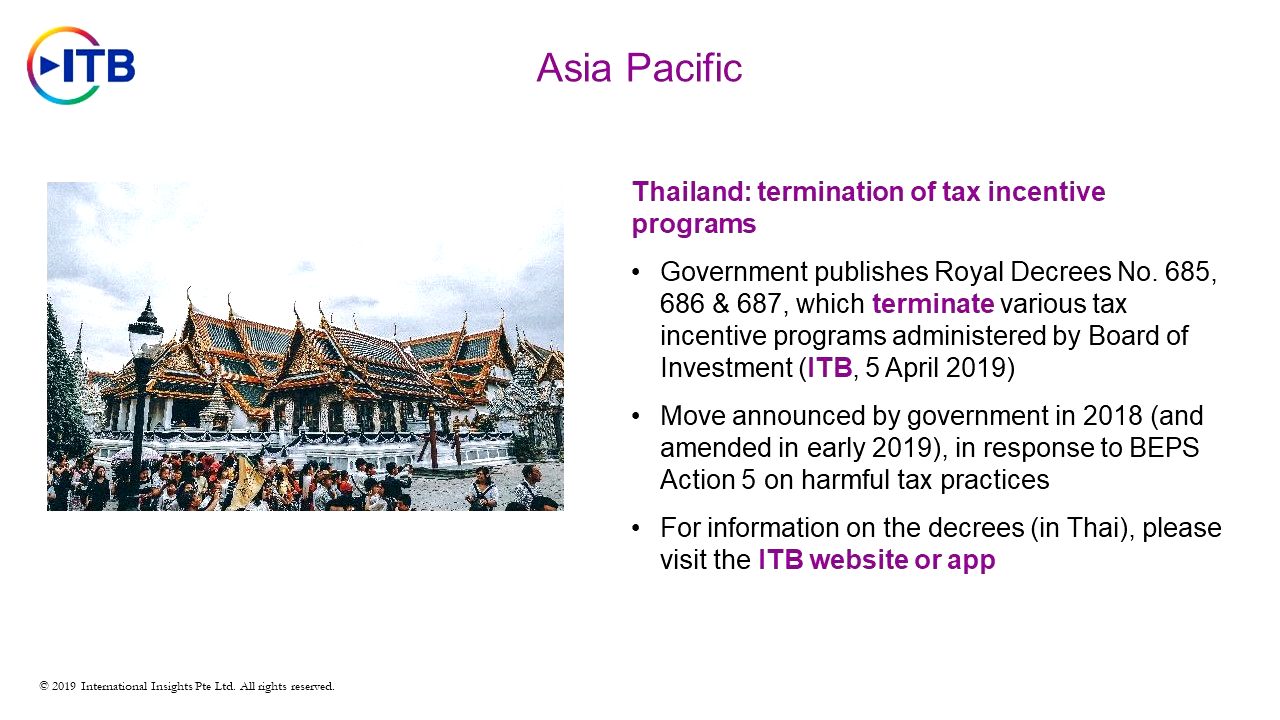 ITB
Asia Pacific
Thailand: termination of tax incentive
programs
• Government publishes Royal Decrees No. 685,
686 & 687, which terminate various tax
incentive programs administered by Board of
Investment (ITB, 5 April 2019)
• Move announced by government in 2018 (and
amended in early 2019), in response to BEPS
Action 5 on harmful tax practices
• For information on the decrees (in Thai), please
visit the ITB website or app
© 2019 International Insights Pte Ltd. All rights reserved.